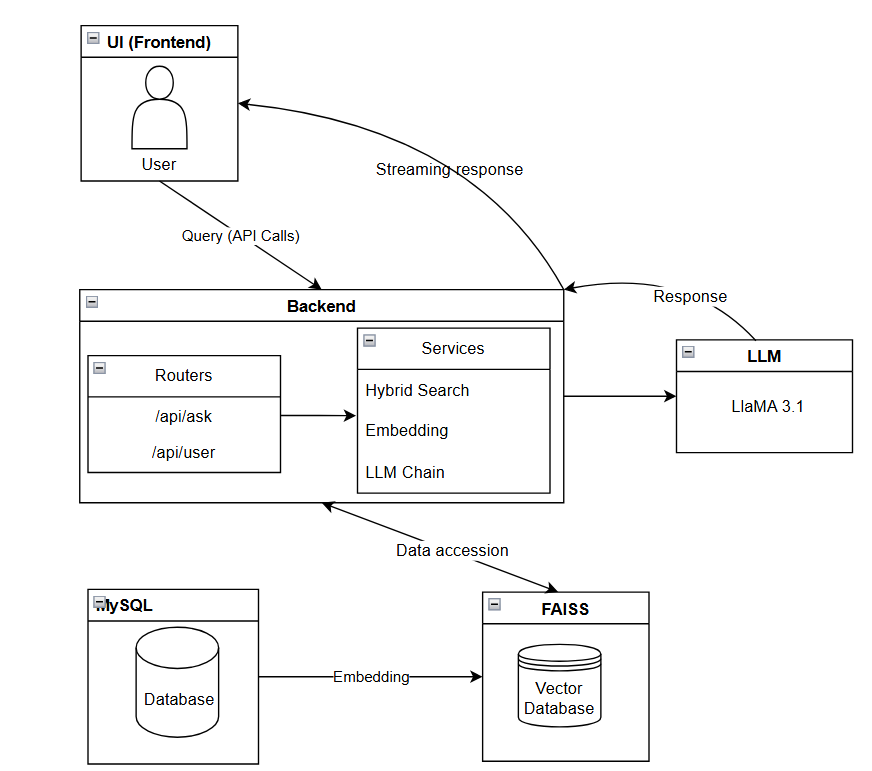 UI (Frontend)
User
Streaming response
Query (API Calls)
Backend
Response
Services
Routers
Hybrid Search
/api/ask
Embedding
/api/user
LLM Chain
LLM
LlaMA 3.1
Data accession
MySQL
Database
Embedding
FAISS
Vector
Database